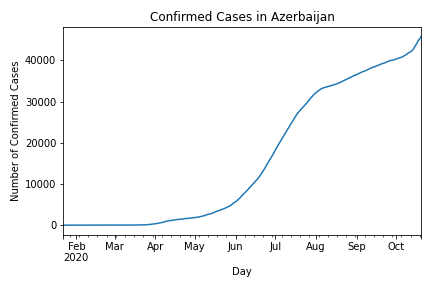 Confirmed Cases in Azerbaijan
Number of Confirmed Cases
40000
30000
20000
10000
0
Feb Mar Apr May Jun Jul Aug Sep Oct
2020
Day